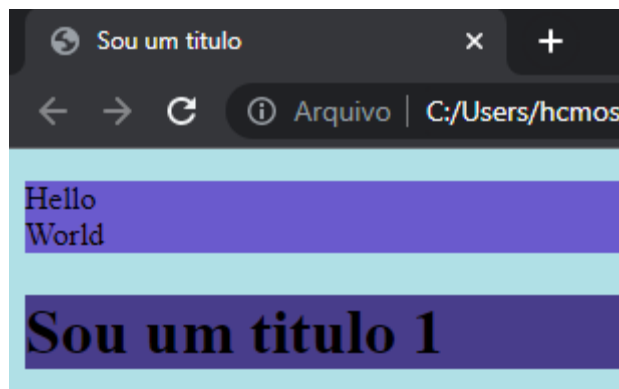 Sou um titulo
Arquivo | C:/Users/hcmos
Hello
World
Sou um titulo 1